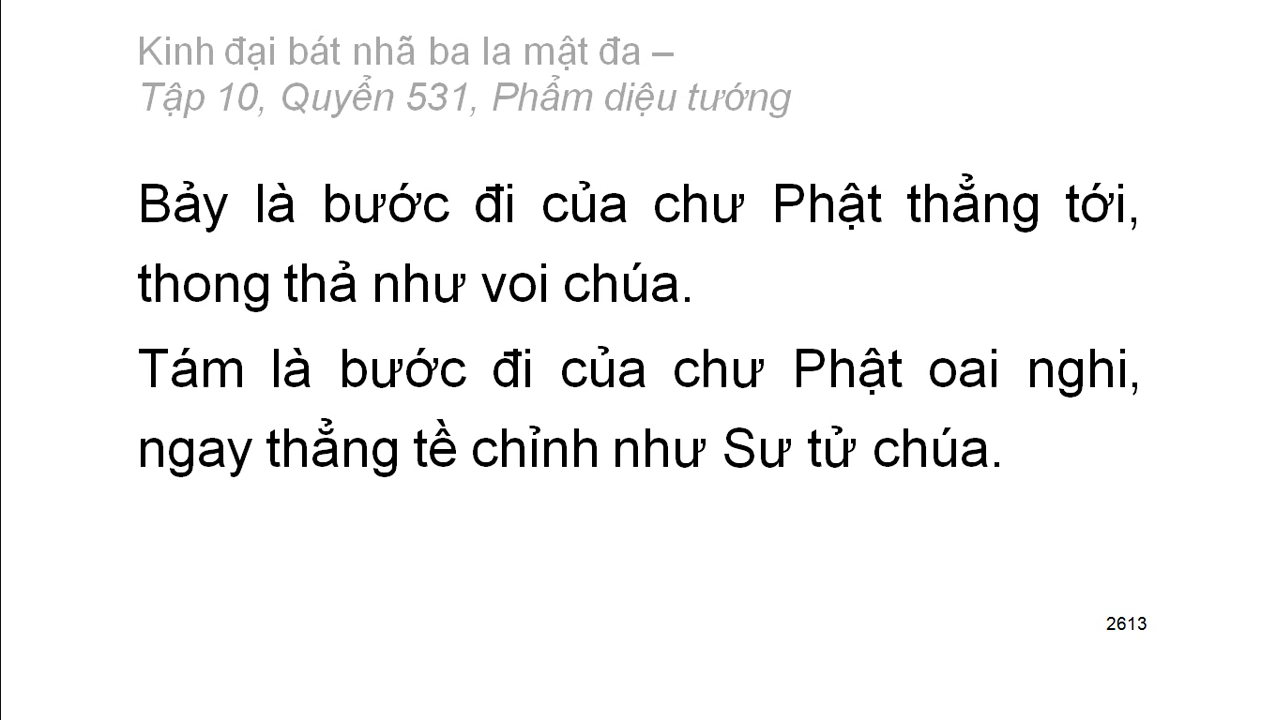 Kinh đại bát nhã ba la mật đa –
Tập 10, Quyển 531, Phẩm diệu tướng
Bảy là bước đi của chư Phật thẳng tới,
thong thả như voi chúa.
Tám là bước đi của chư Phật oai nghi,
ngay thẳng tề chỉnh như Sư tử chúa.
2613